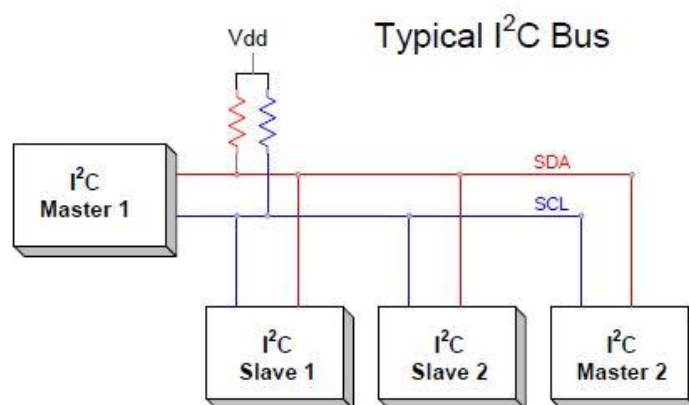 Typical I²C Bus
Vdd
SDA
I²C
Master 1
SCL
I²C
Slave 1
I²C
Slave 2
I²C
Master 2